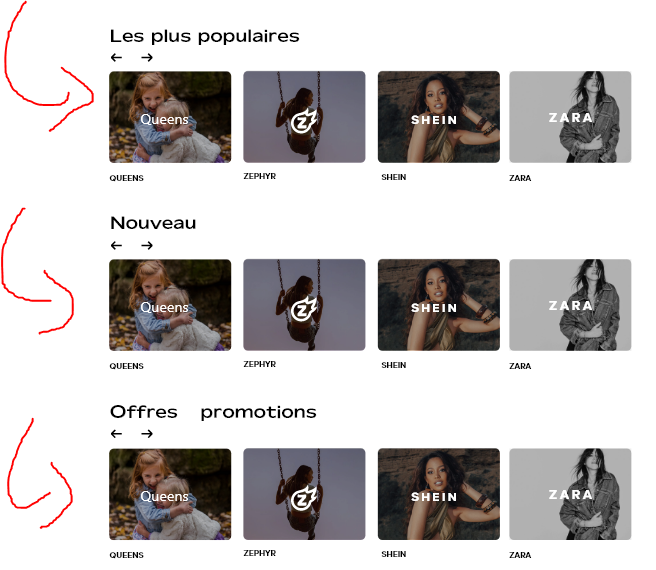 Les plus populaires
Queens
SHEIN
ZARA
QUEENS
ZEPHYR
SHEIN
ZARA
Nouveau
Queens
SHEIN
ZARA
QUEENS
ZEPHYR
SHEIN
ZARA
Offres promotions
Queens
SHEIN
ZARA
QUEENS
ZEPHYR
SHEIN
ZARA